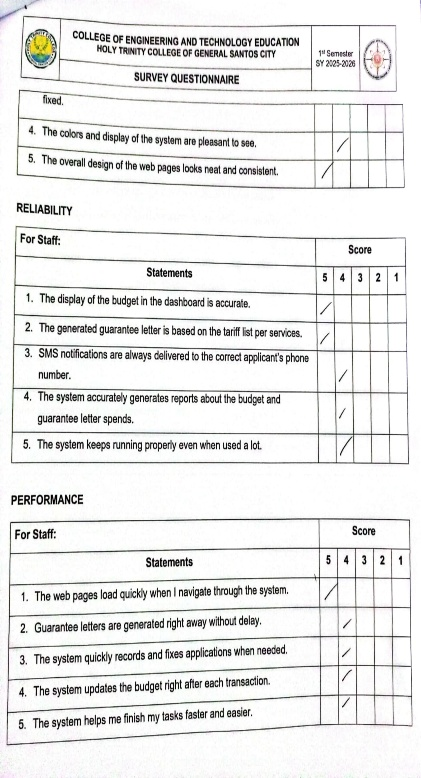 COLLEGE OF ENGINEERING AND TECHNOLOGY EDUCATION
HOLY TRINITY COLLEGE OF GENERAL SANTOS CITY
SURVEY QUESTIONNAIRE
1st Semester
SY 2025-2026
fixed.
4. The colors and display of the system are pleasant to see.
5. The overall design of the web pages looks neat and consistent.
RELIABILITY
For Staff:
Score
Statements 5 4 3 2 1
1. The display of the budget in the dashboard is accurate.
2. The generated guarantee letter is based on the tariff list per services.
3. SMS notifications are always delivered to the correct applicant's phone
number.
4. The system accurately generates reports about the budget and
guarantee letter spends.
5. The system keeps running properly even when used a lot.
PERFORMANCE
For Staff:
Score
Statements 5 4 3 2 1
1. The web pages load quickly when I navigate through the system.
2. Guarantee letters are generated right away without delay.
3. The system quickly records and fixes applications when needed.
4. The system updates the budget right after each transaction.
5. The system helps me finish my tasks faster and easier.